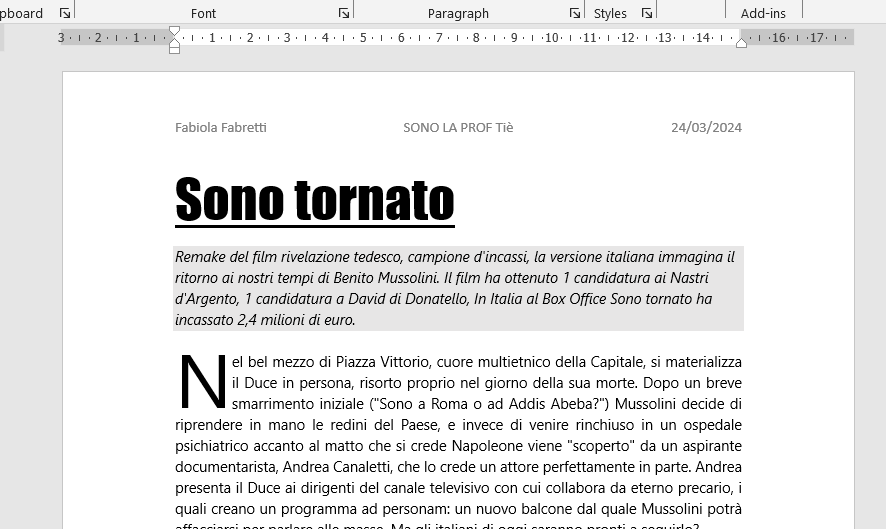 pboard Font Paragraph Styles Add-ins
3 2 1 1 2 3 4 5 6 7 8 9 10 11 12 13 14 16 17
Fabiola Fabretti SONO LA PROF Tiè 24/03/2024
Sono tornato
Remake del film rivelazione tedesco, campione d'incassi, la versione italiana immagina il
ritorno ai nostri tempi di Benito Mussolini. Il film ha ottenuto 1 candidatura ai Nastri
d'Argento, 1 candidatura a David di Donatello, In Italia al Box Office Sono tornato ha
incassato 2,4 milioni di euro.
Nel bel mezzo di Piazza Vittorio, cuore multietnico della Capitale, si materializza
il Duce in persona, risorto proprio nel giorno della sua morte. Dopo un breve
smarrimento iniziale ("Sono a Roma o ad Addis Abeba?") Mussolini decide di
riprendere in mano le redini del Paese, e invece di venire rinchiuso in un ospedale
psichiatrico accanto al matto che si crede Napoleone viene "scoperto" da un aspirante
documentarista, Andrea Canaletti, che lo crede un attore perfettamente in parte. Andrea
presenta il Duce ai dirigenti del canale televisivo con cui collabora da eterno precario, i
quali creano un programma ad personam: un nuovo balcone dal quale Mussolini potrà
affacciarsi per parlare alle masse. Ma gli italiani di oggi saranno pronti a seguirlo?